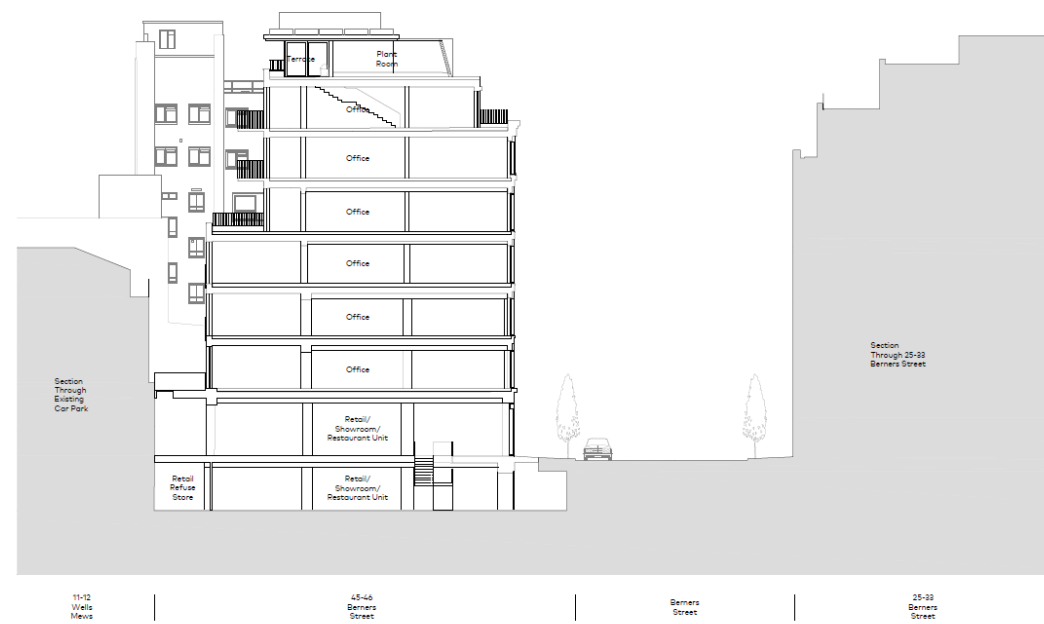 Terrace
Plant
Room
Office
Office
Office
Office
Office
Office
Section
Through 25-33
Berners Street
Section
Through
Existing
Car Park
Retail/
Showroom/
Restaurant Unit
Retail
Refuse
Store
Retail/
Showroom/
Restaurant Unit
11-12
Wells
Mews
45-46
Berners
Street
Berners
Street
25-33
Berners
Street